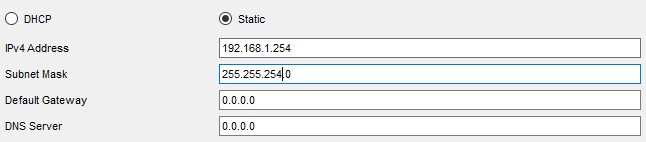 DHCP Static
IPv4 Address 192.168.1.254
Subnet Mask 255.255.254.0
Default Gateway 0.0.0.0
DNS Server 0.0.0.0